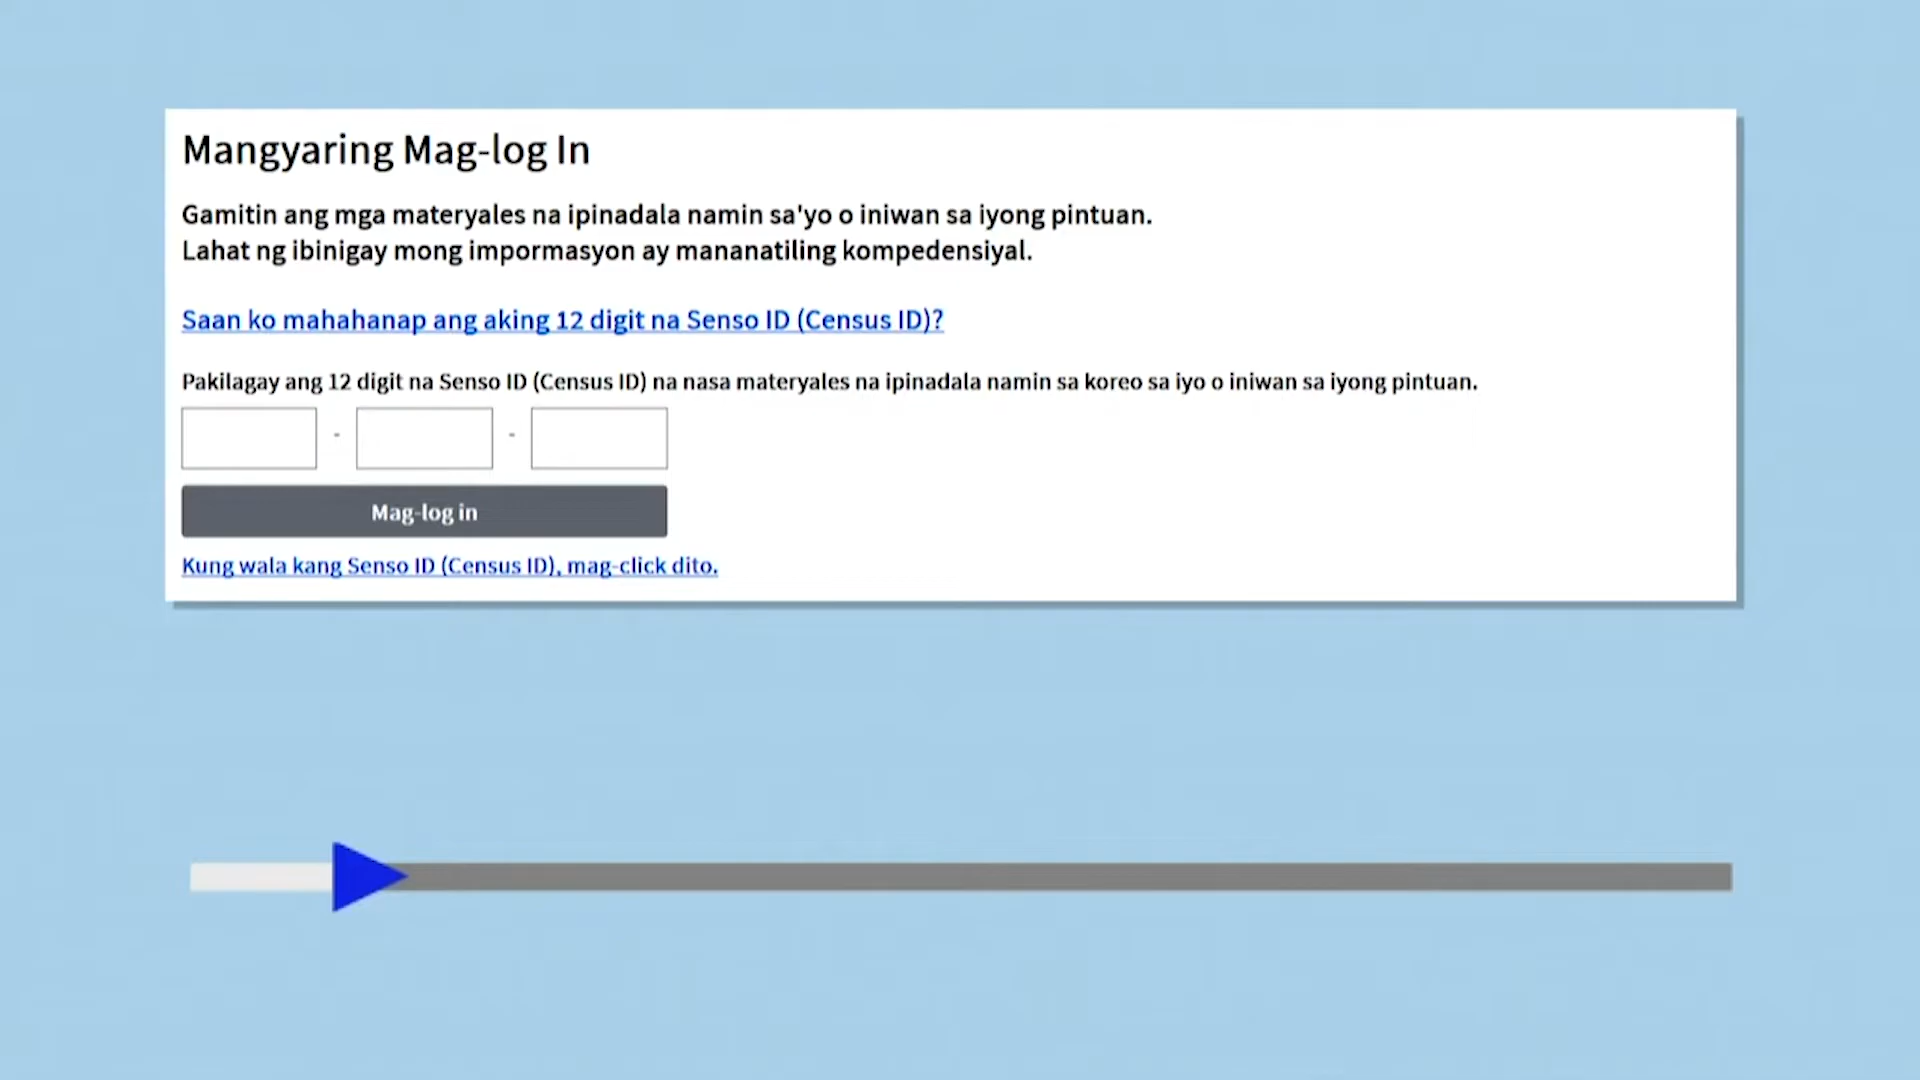 Mangyaring Mag-log In
Gamitin ang mga materyales na ipinadala namin sa'yo o iniwan sa iyong pintuan.
Lahat ng ibinigay mong impormasyon ay mananatiling kompedensiyal.
Saan ko mahahanap ang aking 12 digit na Senso ID (Census ID)?
Pakilagay ang 12 digit na Senso ID (Census ID) na nasa materyales na ipinadala namin sa koreo sa iyo o iniwan sa iyong pintuan.
- -
Mag-log in
Kung wala kang Senso ID (Census ID), mag-click dito.